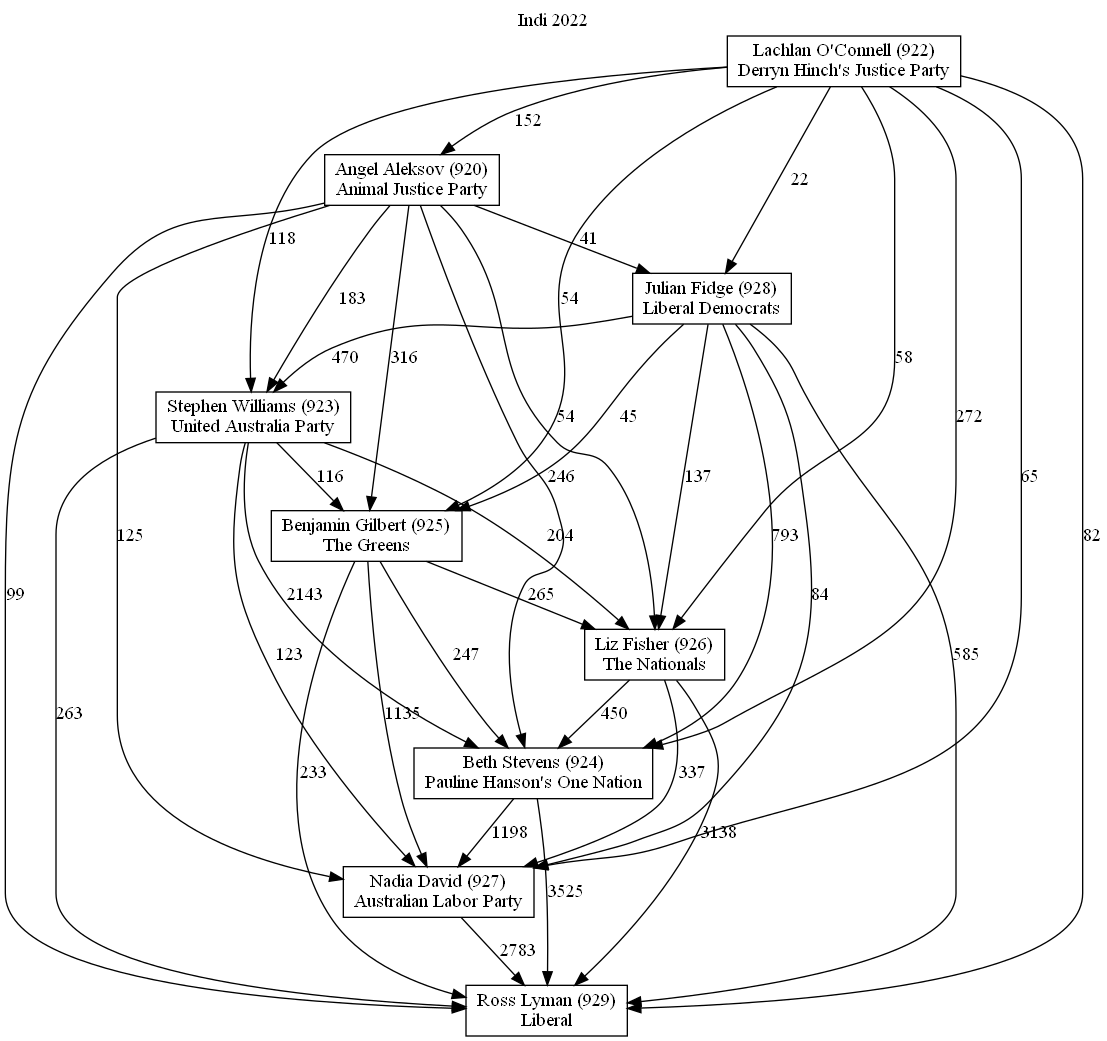 Indi 2022
Lachlan O'Connell (922)
Derryn Hinch's Justice Party
152
Angel Aleksov (920)
Animal Justice Party
22
118
41
Julian Fidge (928)
Liberal Democrats
183
54
470
316
58
Stephen Williams (923)
United Australia Party
54
45
272
116
246
137
65
Benjamin Gilbert (925)
The Greens
125
204
793
82
99
2143
265
84
Liz Fisher (926)
The Nationals
123
247
585
263
1135
450
Beth Stevens (924)
Pauline Hanson's One Nation
233
337
1198
3138
Nadia David (927)
Australian Labor Party
3525
2783
Ross Lyman (929)
Liberal